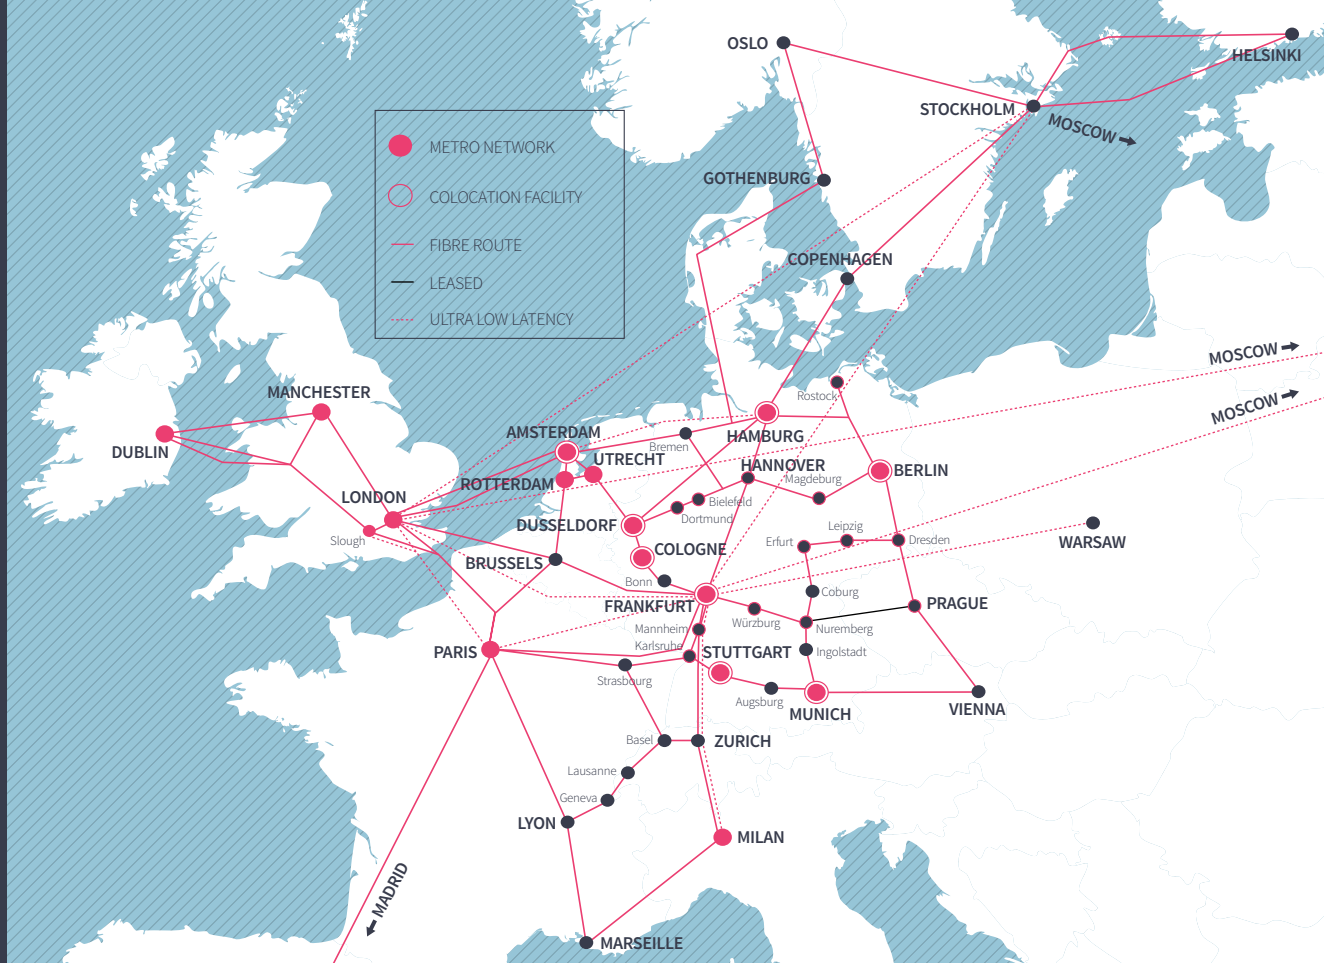 OSLO
HELSINKI
STOCKHOLM
MOSCOW
METRO NETWORK
COLOCATION FACILITY
FIBRE ROUTE
LEASED
ULTRA LOW LATENCY
GOTHENBURG
COPENHAGEN
MOSCOW
MOSCOW
MANCHESTER
DUBLIN
Rostock
AMSTERDAM
HAMBURG
Bremen
UTRECHT
HANNOVER
BERLIN
ROTTERDAM
Magdeburg
LONDON
Bielefeld
Dortmund
DUSSELDORF
Slough
Leipzig
Erfurt
Dresden
WARSAW
COLOGNE
BRUSSELS
Bonn
Coburg
FRANKFURT
PRAGUE
Würzburg
Mannheim
Nuremberg
Karlsruhe
PARIS
STUTTGART
Ingolstadt
Strasbourg
Augsburg
MUNICH
VIENNA
Basel
ZURICH
Lausanne
Geneva
LYON
MILAN
MADRID
MARSEILLE